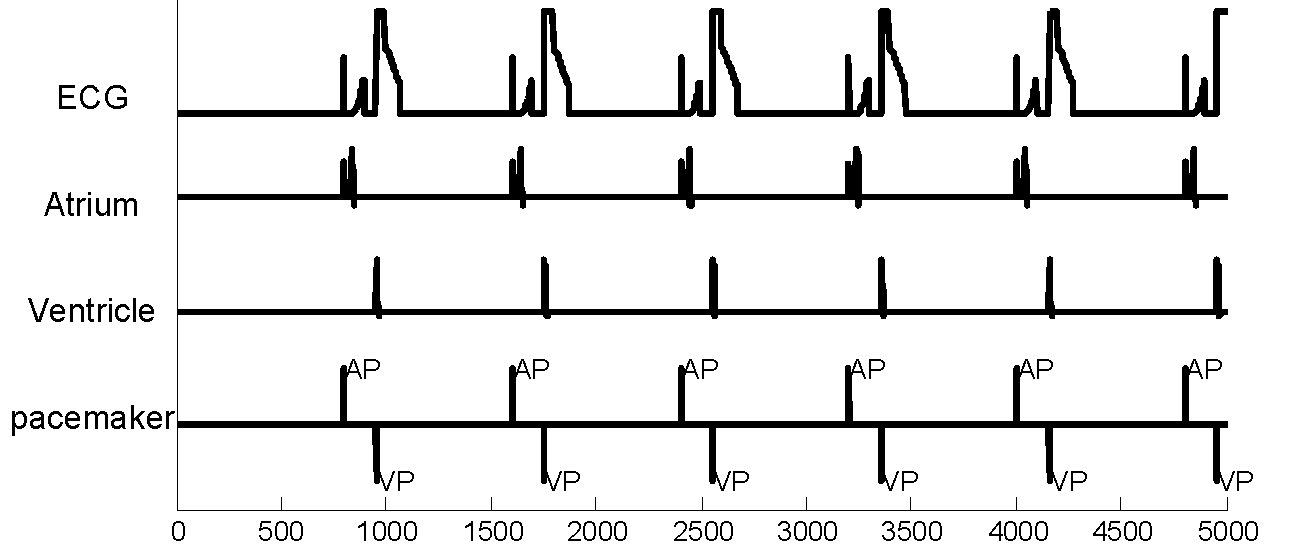 ECG
Atrium
Ventricle
AP AP AP AP AP AP
pacemaker
VP VP VP VP VP VP
0 500 1000 1500 2000 2500 3000 3500 4000 4500 5000